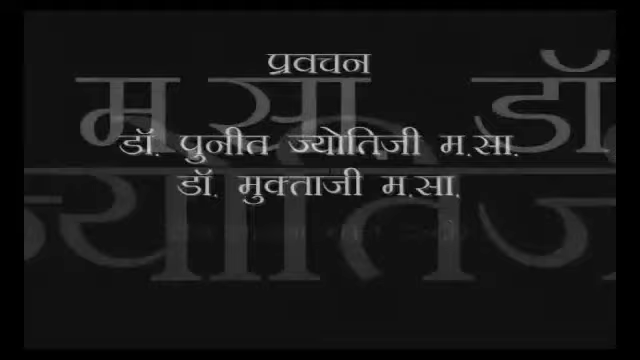 प्रवचन
डॉ. पुनीत ज्योतिजी म.सा.
डॉ. मुक्ताजी म.सा.
म.सा. डॉ.
ज्योतिज